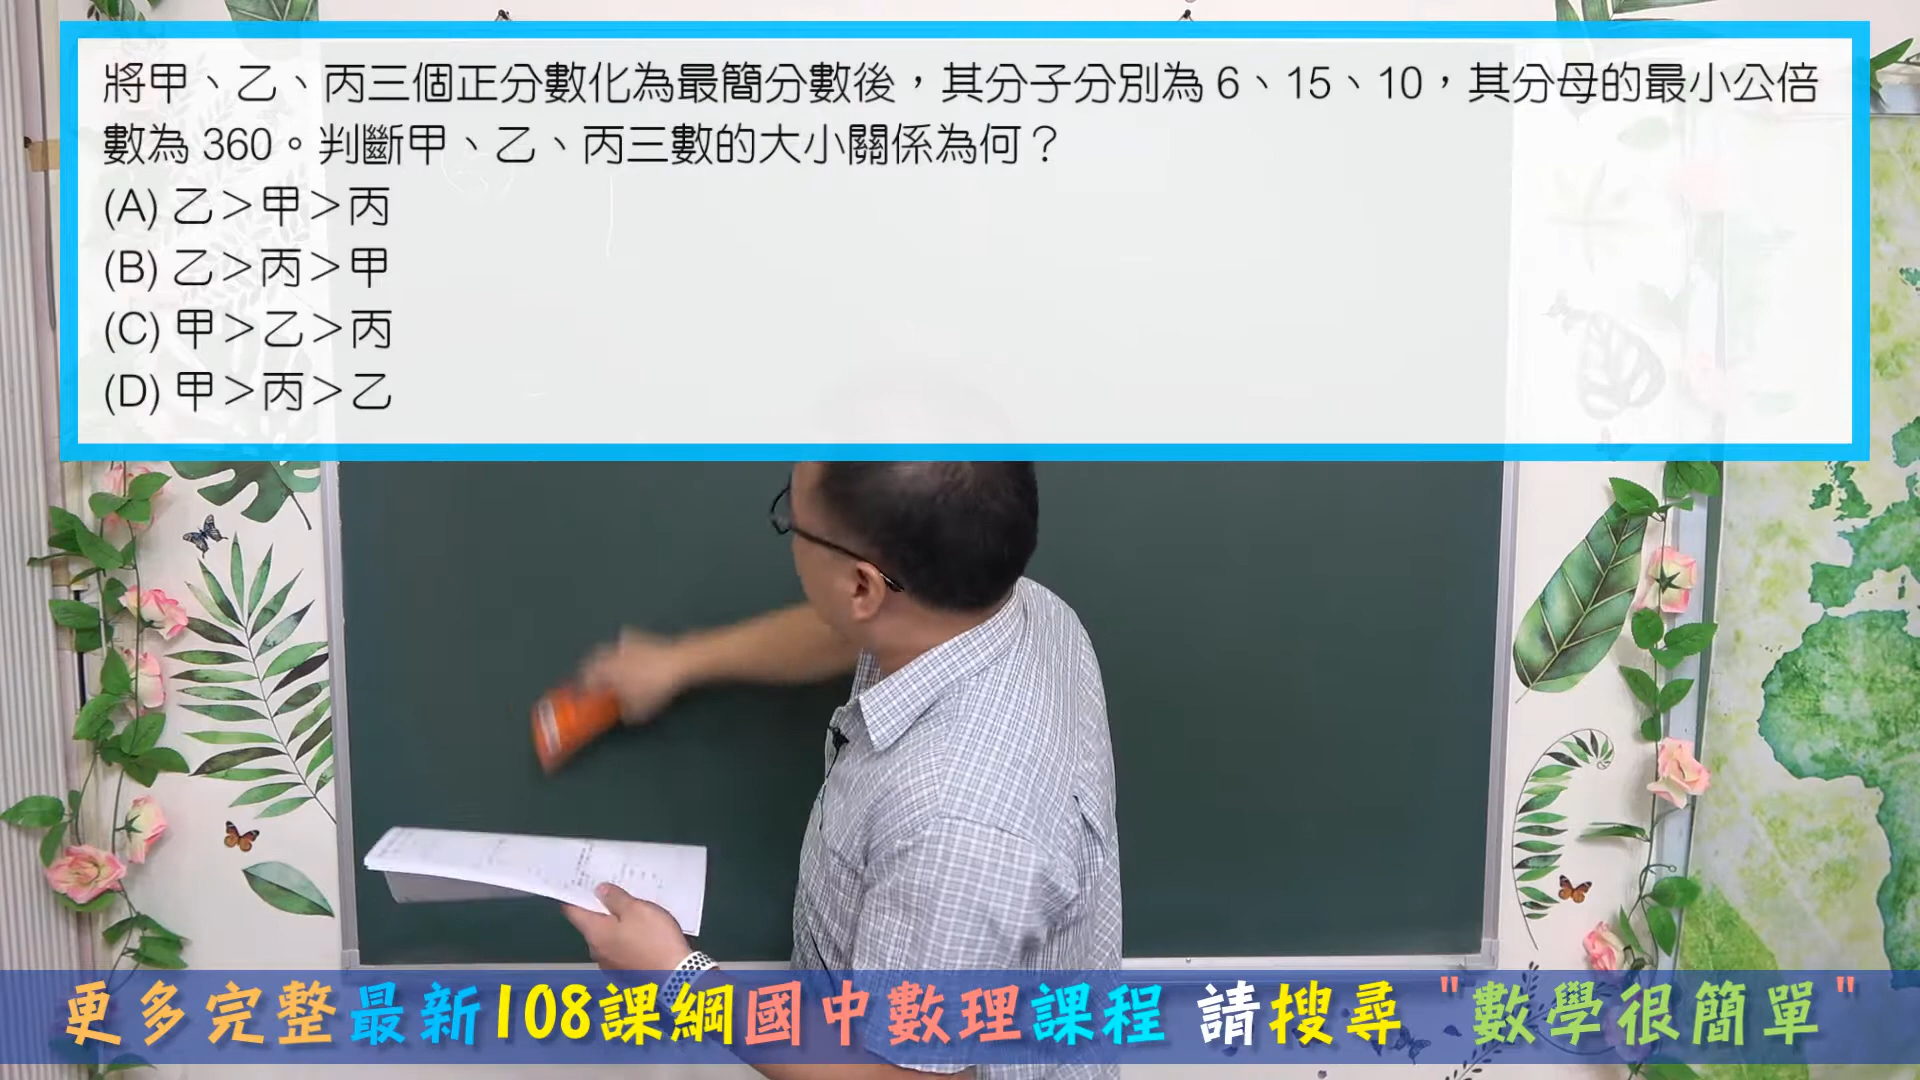 將甲、乙、丙三個正分數化為最簡分數後，其分子分別為 6、15、10，其分母的最小公倍
數為 360。判斷甲、乙、丙三數的大小關係為何？
(A) 乙＞甲＞丙
(B) 乙＞丙＞甲
(C) 甲＞乙＞丙
(D) 甲＞丙＞乙
更多完整最新108課綱國中數理課程 請搜尋 "數學很簡單"